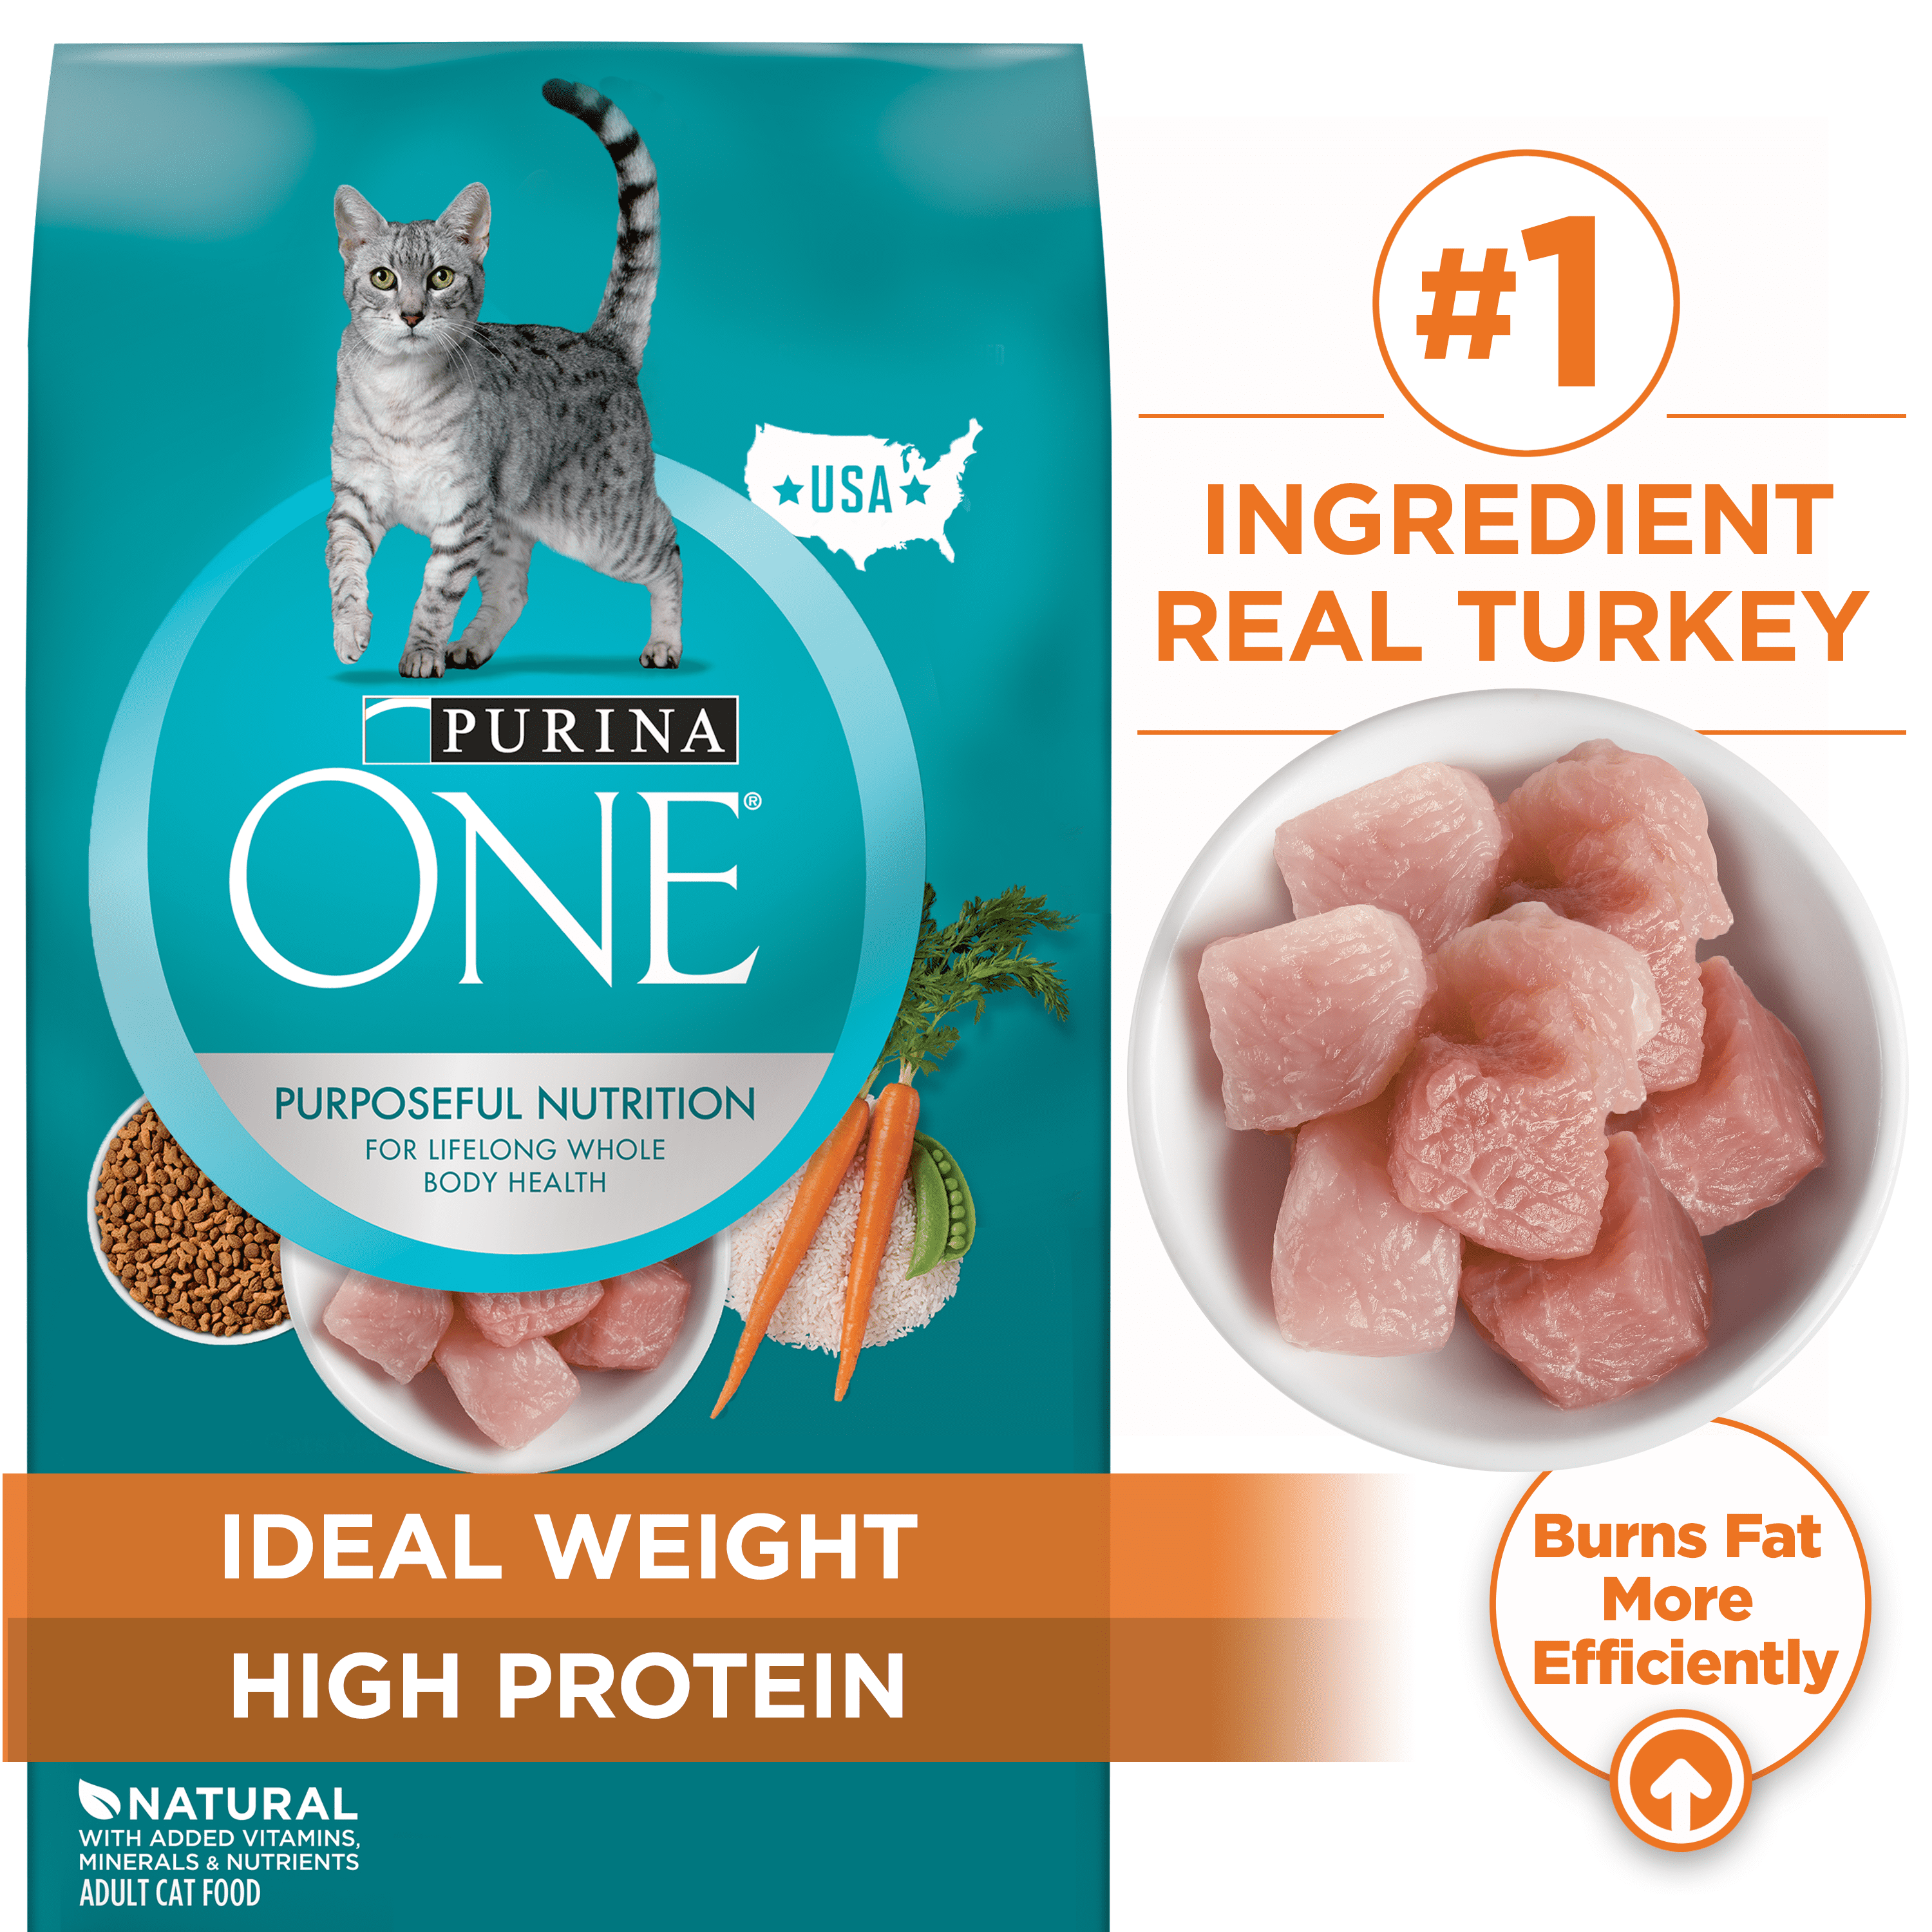 USA
PURINA
ONE®
PURPOSEFUL NUTRITION
FOR LIFELONG WHOLE
BODY HEALTH
IDEAL WEIGHT
HIGH PROTEIN
NATURAL
WITH ADDED VITAMINS,
MINERALS & NUTRIENTS
ADULT CAT FOOD
#1
INGREDIENT
REAL TURKEY
Burns Fat
More
Efficiently